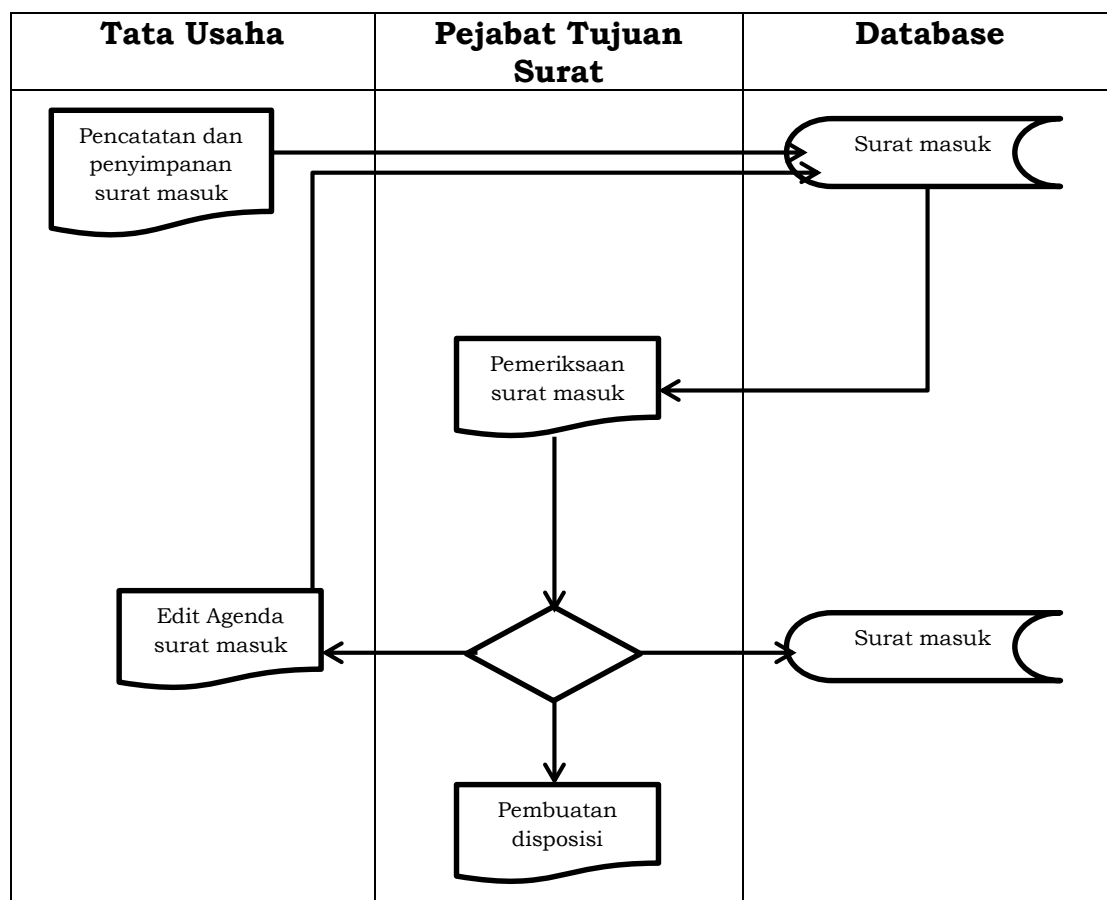 Tata Usaha
Pejabat Tujuan
Surat
Database
Pencatatan dan
penyimpanan
surat masuk
Surat masuk
Pemeriksaan
surat masuk
Edit Agenda
surat masuk
Surat masuk
Pembuatan
disposisi